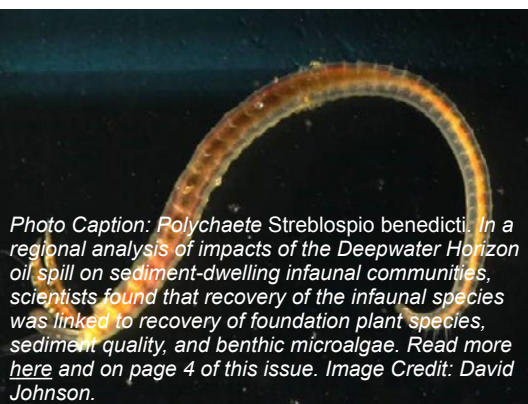 Photo Caption: Polychaete Streblospio benedicti. In a
regional analysis of impacts of the Deepwater Horizon
oil spill on sediment-dwelling infaunal communities,
scientists found that recovery of the infaunal species
was linked to recovery of foundation plant species,
sediment quality, and benthic microalgae. Read more
here and on page 4 of this issue. Image Credit: David
Johnson.